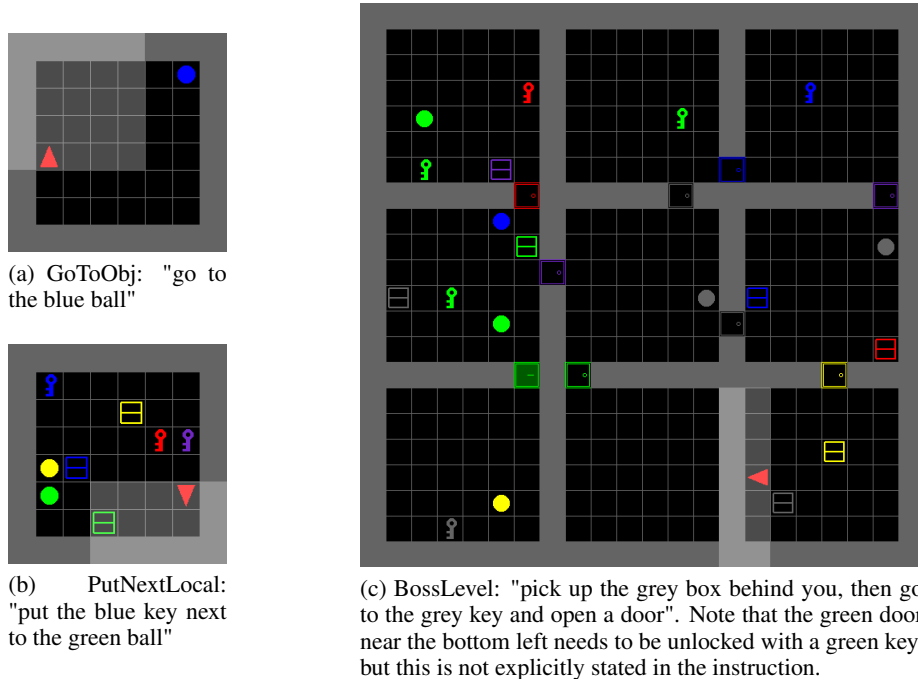 (a) GoToObj: "go to
the blue ball"
(b) PutNextLocal:
"put the blue key next
to the green ball"
(c) BossLevel: "pick up the grey box behind you, then go
to the grey key and open a door". Note that the green door
near the bottom left needs to be unlocked with a green key,
but this is not explicitly stated in the instruction.